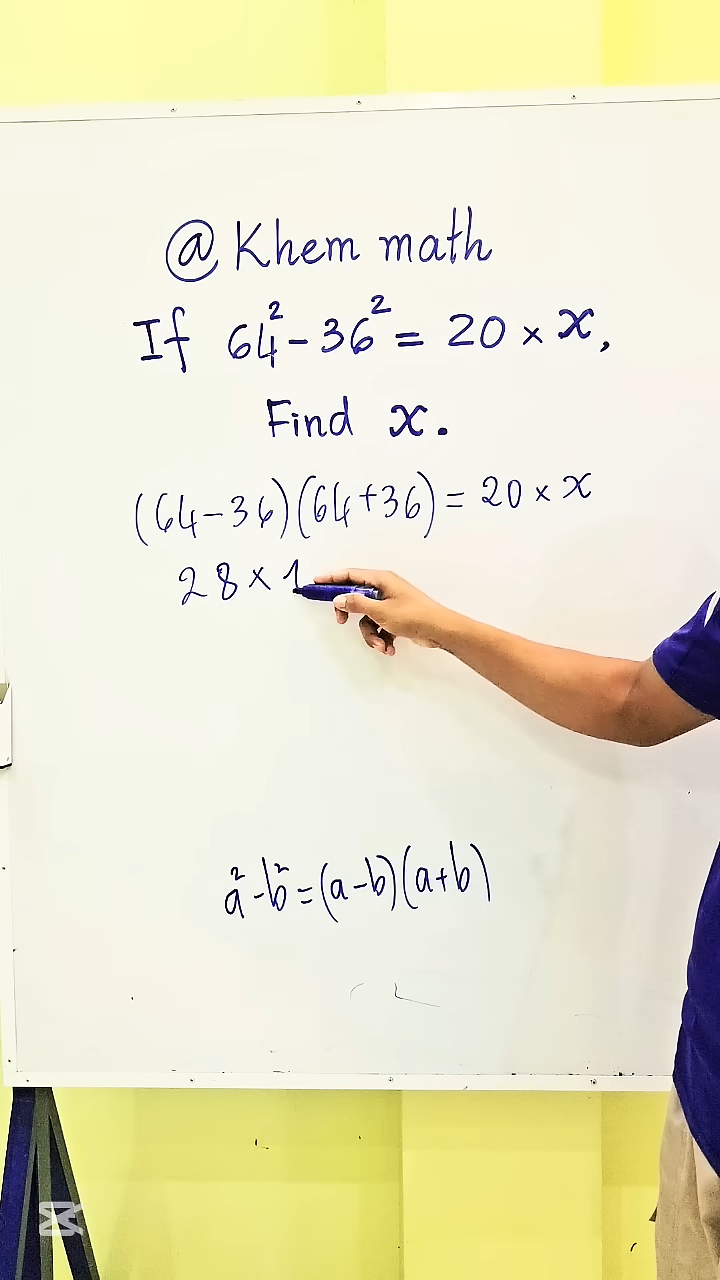 @Khem math
If 64² - 36² = 20 × x,
Find x.
(64-36)(64+36) = 20 × x
28 × 1
a² - b² = (a-b)(a+b)